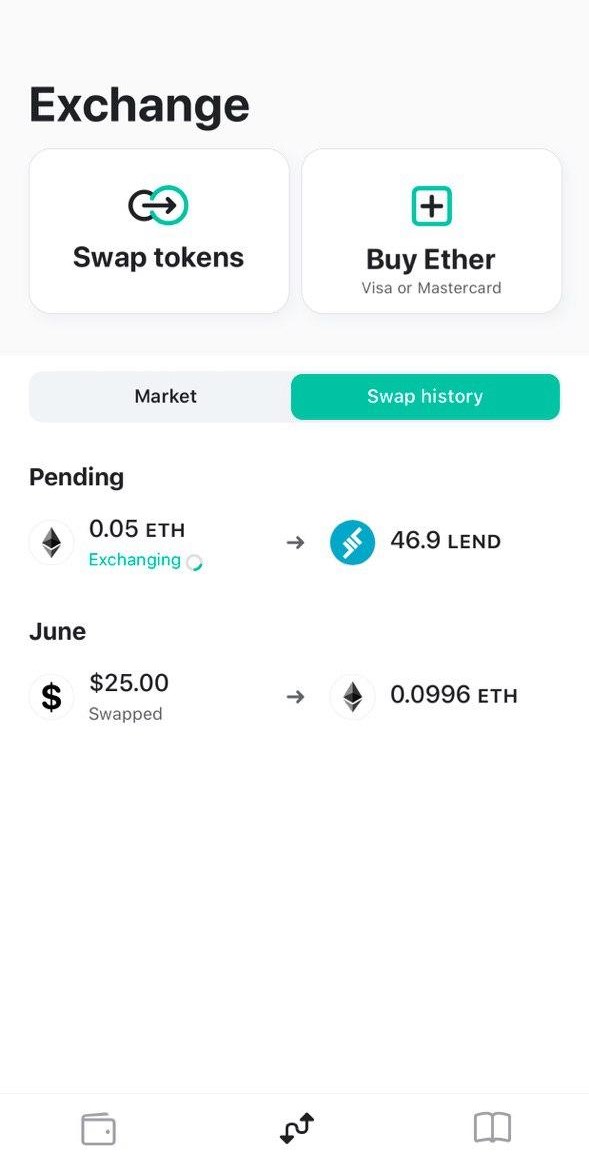 Exchange
Swap tokens
Buy Ether
Visa or Mastercard
Market
Swap history
Pending
0.05 ETH
Exchanging
→
46.9 LEND
June
$
$25.00
Swapped
→
0.0996 ETH